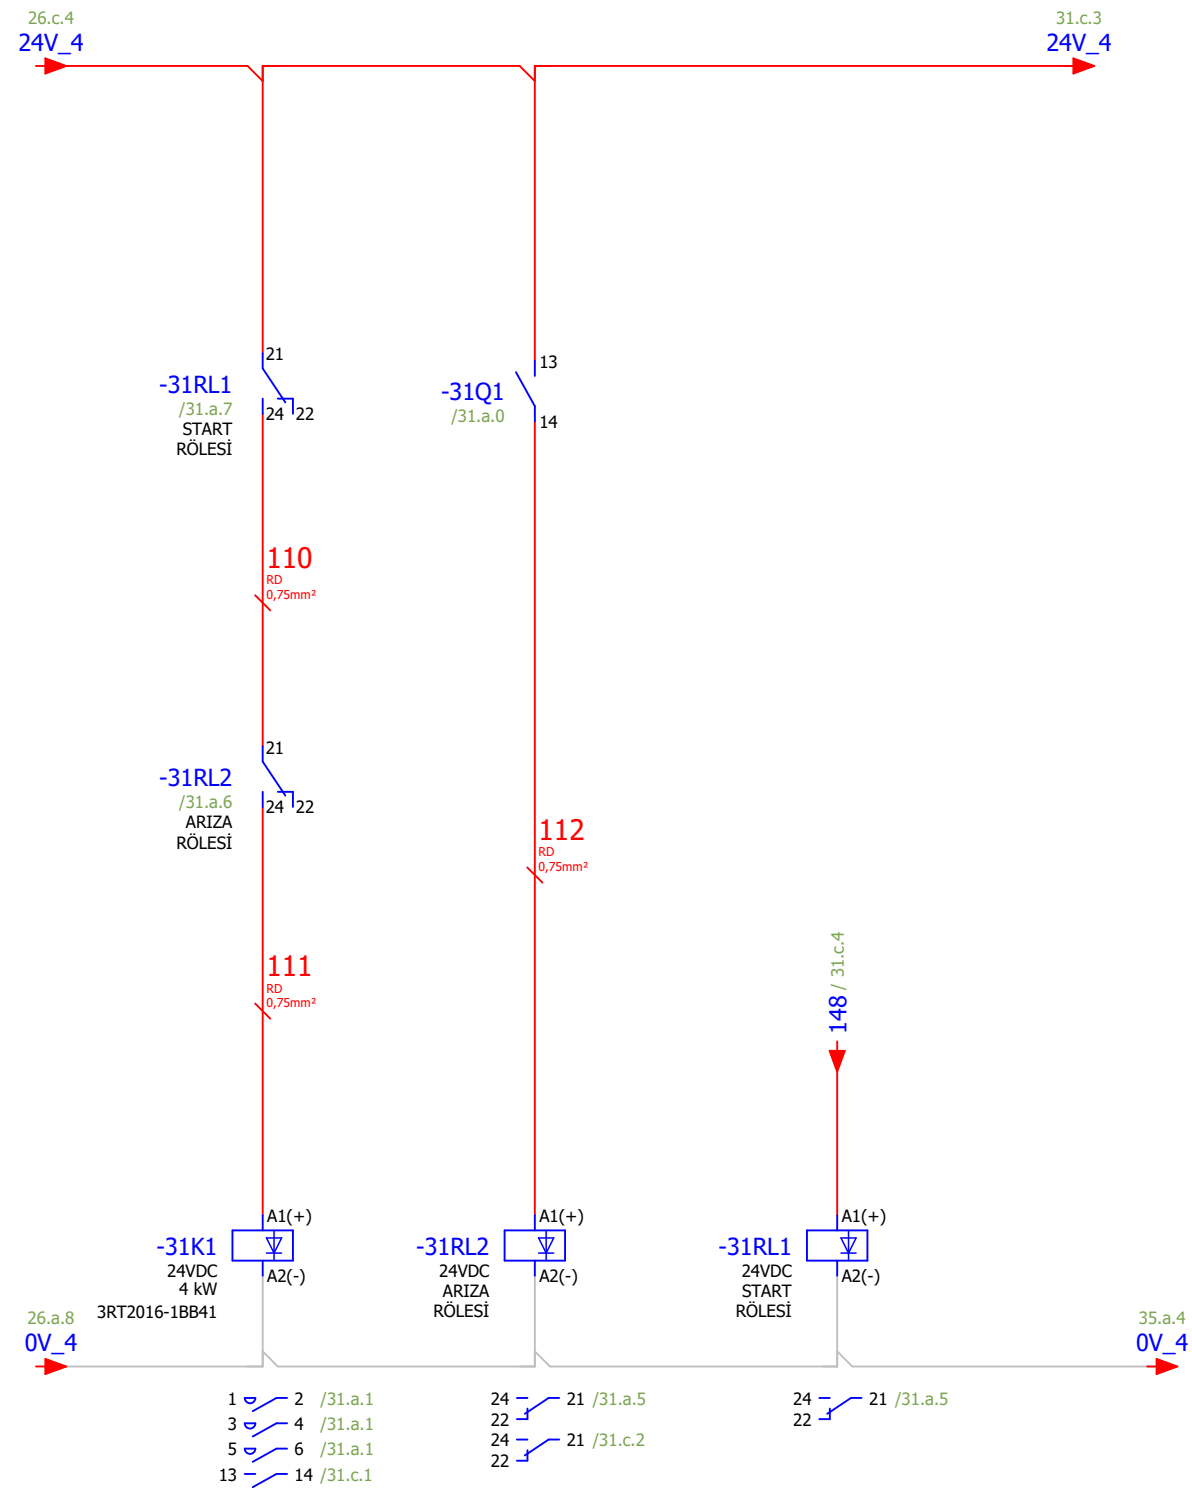 26.c.4
24V_4
31.c.3
24V_4
21
-31RL1
/31.a.7
24
22
START
RÖLESİ
13
-31Q1
/31.a.0
14
110
RD
0,75mm²
21
-31RL2
/31.a.6
24
22
ARIZA
RÖLESİ
112
RD
0,75mm²
111
RD
0,75mm²
148 / 31.c.4
A1(+)
-31K1
24VDC
A2(-)
4 kW
3RT2016-1BB41
A1(+)
-31RL2
24VDC
A2(-)
ARIZA
RÖLESİ
A1(+)
-31RL1
24VDC
A2(-)
START
RÖLESİ
26.a.8
0V_4
35.a.4
0V_4
1 2 /31.a.1
3 4 /31.a.1
5 6 /31.a.1
13 14 /31.c.1
24 21 /31.a.5
22
24 21 /31.c.2
22
24 21 /31.a.5
22